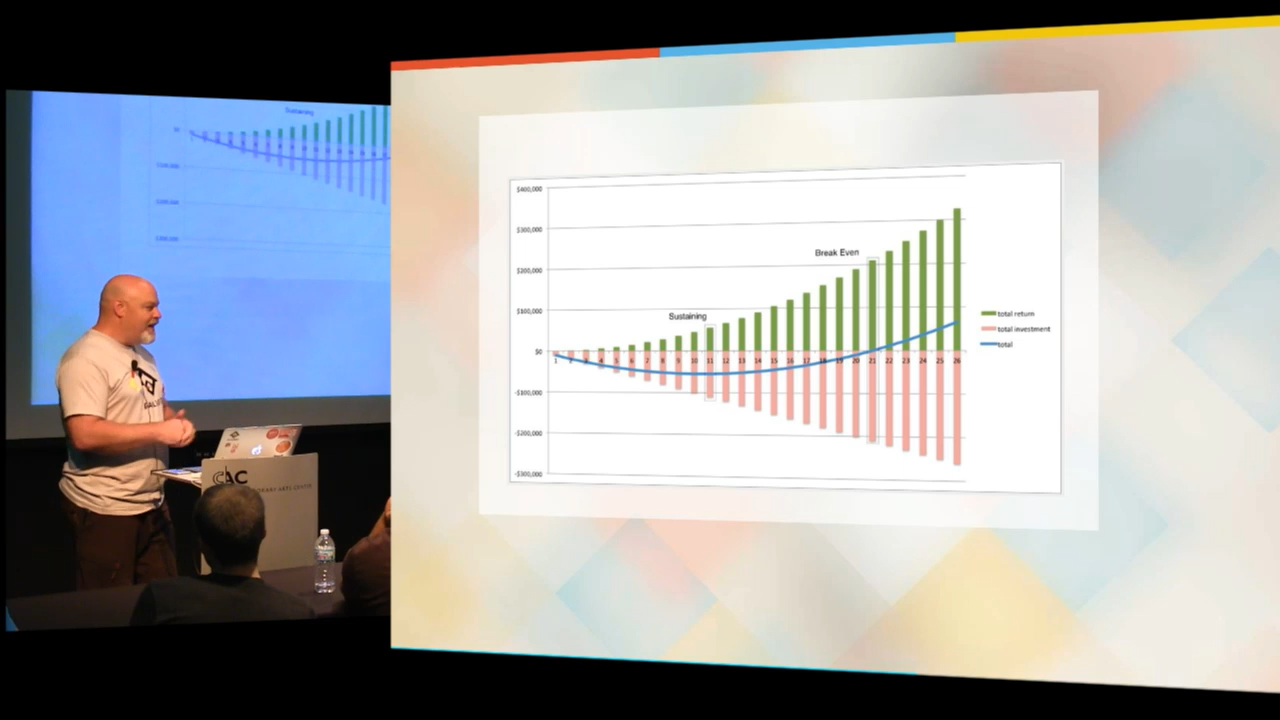 Sustaining
$0
CAC
$400,000
$300,000
$200,000
$100,000
$0
-$100,000
-$200,000
-$300,000
Break Even
Sustaining
1 2 3 4 5 6 7 8 9 10 11 12 13 14 15 16 17 18 19 20 21 22 23 24 25 26
total return
total investment
total